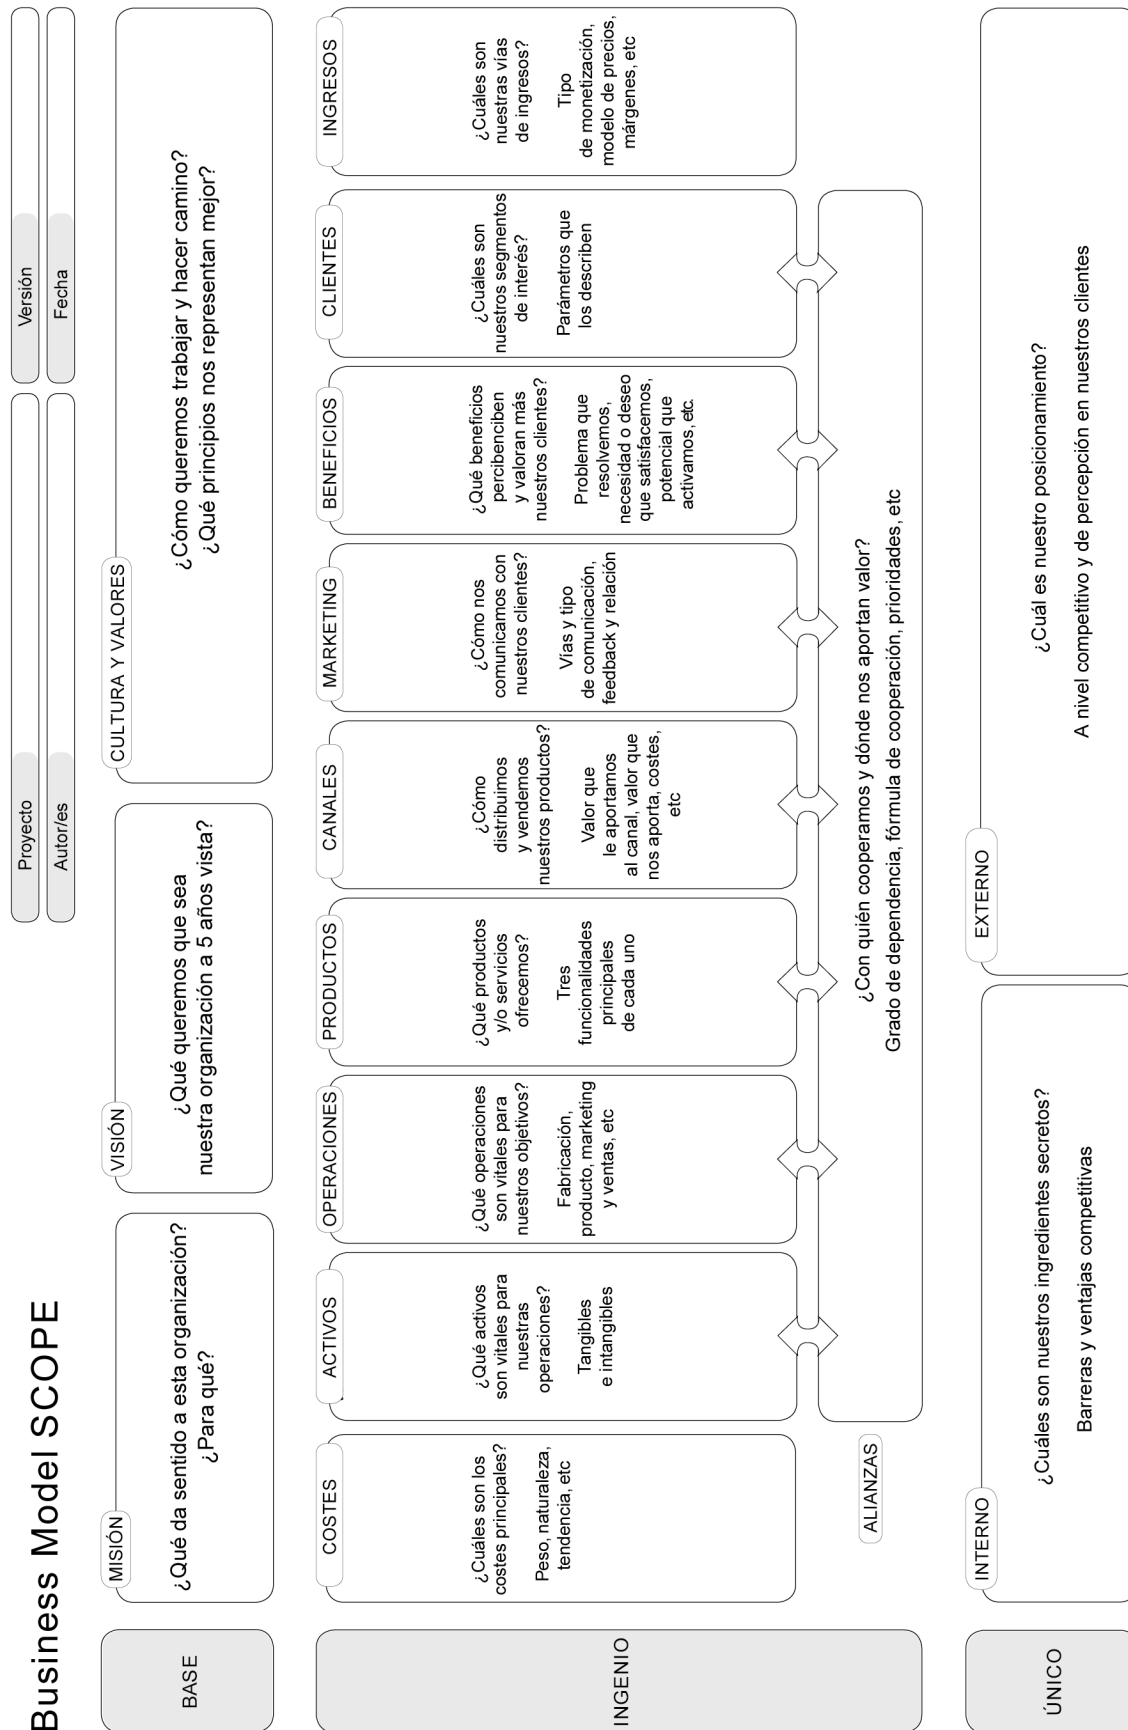 Business Model SCOPE
Proyecto
Versión
Autor/es
Fecha
BASE
MISIÓN
¿Qué da sentido a esta organización?
¿Para qué?
VISIÓN
¿Qué queremos que sea
nuestra organización a 5 años vista?
CULTURA Y VALORES
¿Cómo queremos trabajar y hacer camino?
¿Qué principios nos representan mejor?
INGENIO
COSTES
¿Cuáles son los
costes principales?
Peso, naturaleza,
tendencia, etc
ACTIVOS
¿Qué activos
son vitales para
nuestras
operaciones?
Tangibles
e intangibles
OPERACIONES
¿Qué operaciones
son vitales para
nuestros objetivos?
Fabricación,
producto, marketing
y ventas, etc
PRODUCTOS
¿Qué productos
y/o servicios
ofrecemos?
Tres
funcionalidades
principales
de cada uno
CANALES
¿Cómo
distribuimos
y vendemos
nuestros productos?
Valor que
le aportamos
al canal, valor que
nos aporta, costes,
etc
MARKETING
¿Cómo nos
comunicamos con
nuestros clientes?
Vías y tipo
de comunicación,
feedback y relación
BENEFICIOS
¿Qué beneficios
percibenciben
y valoran más
nuestros clientes?
Problema que
resolvemos,
necesidad o deseo
que satisfacemos,
potencial que
activamos, etc.
CLIENTES
¿Cuáles son
nuestros segmentos
de interés?
Parámetros que
los describen
INGRESOS
¿Cuáles son
nuestras vías
de ingresos?
Tipo
de monetización,
modelo de precios,
márgenes, etc
ALIANZAS
¿Con quién cooperamos y dónde nos aportan valor?
Grado de dependencia, fórmula de cooperación, prioridades, etc
ÚNICO
INTERNO
¿Cuáles son nuestros ingredientes secretos?
Barreras y ventajas competitivas
EXTERNO
¿Cuál es nuestro posicionamiento?
A nivel competitivo y de percepción en nuestros clientes